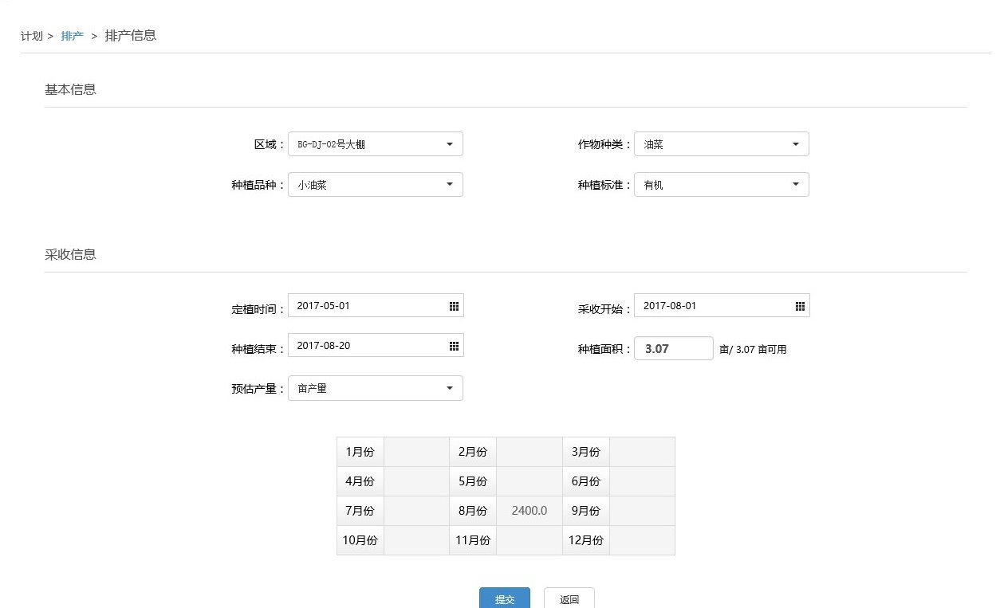 计划 > 排产 > 排产信息
基本信息
区域： BG-DJ-02号大棚 作物种类： 油菜
种植品种： 小油菜 种植标准： 有机
采收信息
定植时间： 2017-05-01 采收开始： 2017-08-01
种植结束： 2017-08-20 种植面积： 3.07 亩/ 3.07 亩可用
预估产量： 亩产量
1月份 2月份 3月份
4月份 5月份 6月份
7月份 8月份 2400.0 9月份
10月份 11月份 12月份
提交 返回